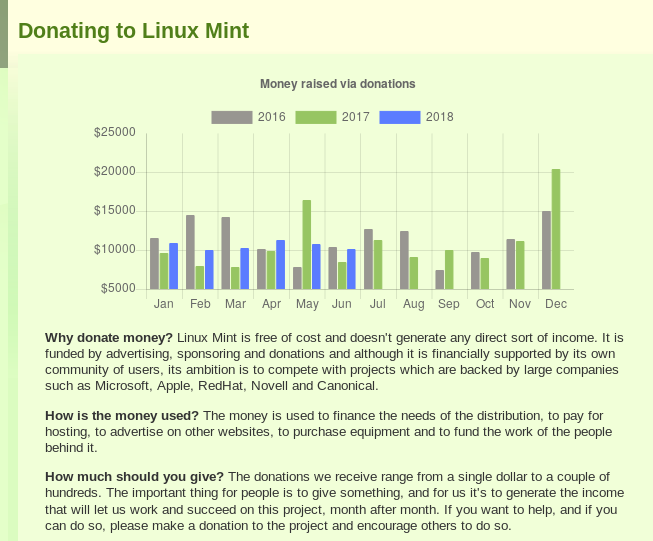 Donating to Linux Mint
Money raised via donations
2016 2017 2018
$25000
$20000
$15000
$10000
$5000
Jan Feb Mar Apr May Jun Jul Aug Sep Oct Nov Dec
Why donate money? Linux Mint is free of cost and doesn't generate any direct sort of income. It is
funded by advertising, sponsoring and donations and although it is financially supported by its own
community of users, its ambition is to compete with projects which are backed by large companies
such as Microsoft, Apple, RedHat, Novell and Canonical.
How is the money used? The money is used to finance the needs of the distribution, to pay for
hosting, to advertise on other websites, to purchase equipment and to fund the work of the people
behind it.
How much should you give? The donations we receive range from a single dollar to a couple of
hundreds. The important thing for people is to give something, and for us it's to generate the income
that will let us work and succeed on this project, month after month. If you want to help, and if you
can do so, please make a donation to the project and encourage others to do so.